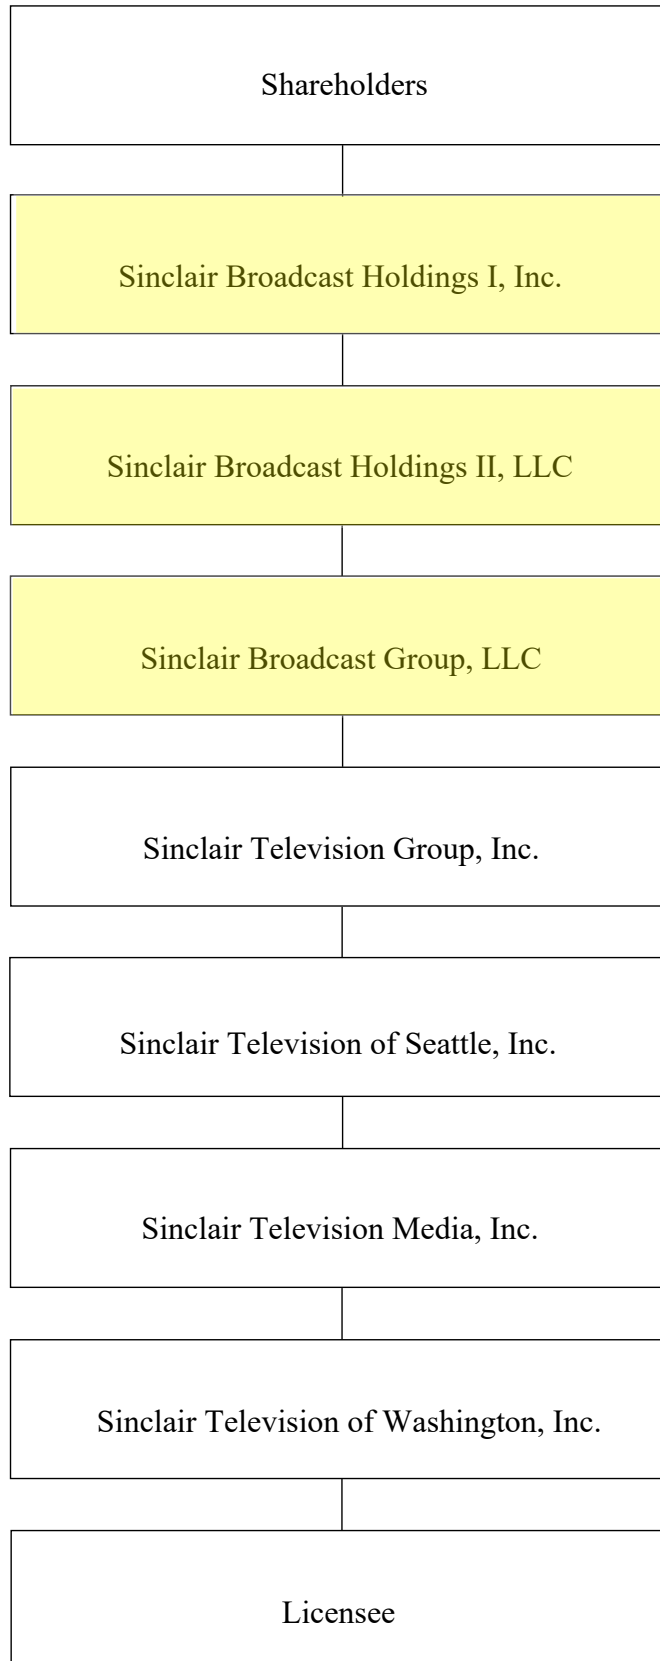 Shareholders
Sinclair Broadcast Holdings I, Inc.
Sinclair Broadcast Holdings II, LLC
Sinclair Broadcast Group, LLC
Sinclair Television Group, Inc.
Sinclair Television of Seattle, Inc.
Sinclair Television Media, Inc.
Sinclair Television of Washington, Inc.
Licensee